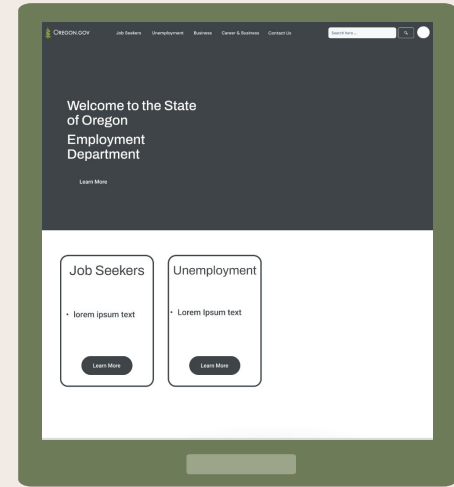 OREGON.GOV
Job Seekers Unemployment Business Career & Business Contact Us
Search here ...
Welcome to the State
of Oregon
Employment
Department
Learn More
Job Seekers
• lorem ipsum text
Learn More
Unemployment
• Lorem Ipsum text
Learn More